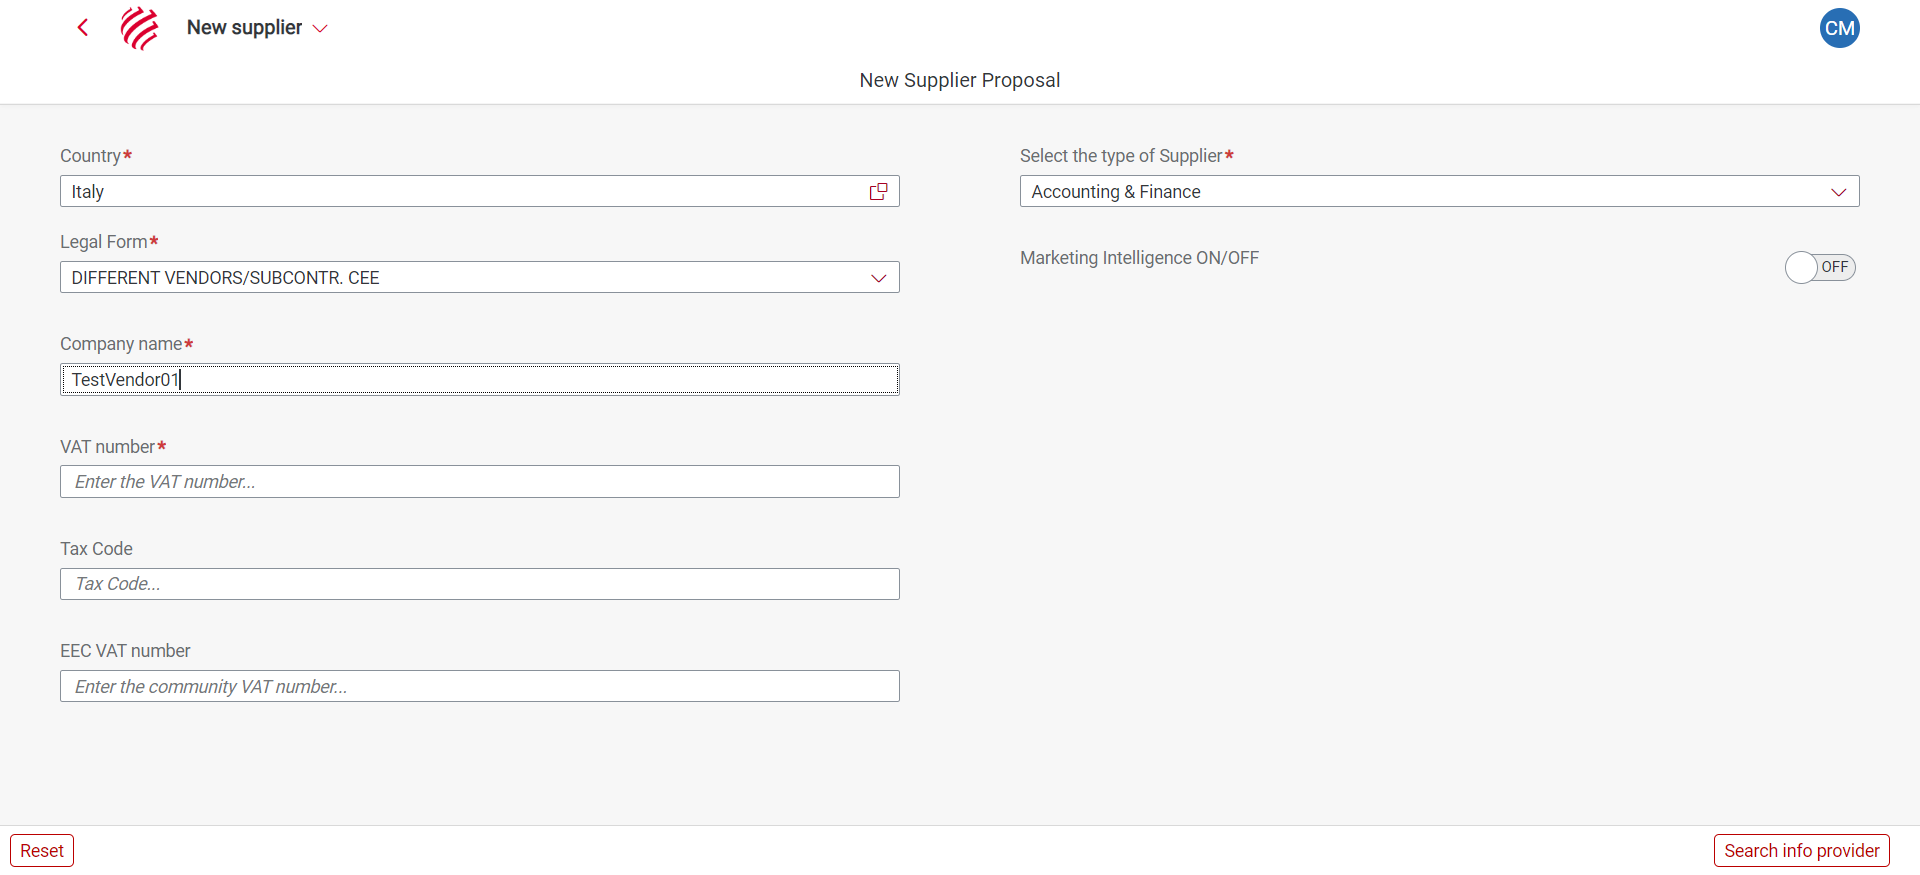 New supplier
CM
New Supplier Proposal
Country*
Italy
Legal Form*
DIFFERENT VENDORS/SUBCONTR. CEE
Company name*
TestVendor01
VAT number*
Enter the VAT number...
Tax Code
Tax Code...
EEC VAT number
Enter the community VAT number...
Select the type of Supplier*
Accounting & Finance
Marketing Intelligence ON/OFF
OFF
Reset
Search info provider